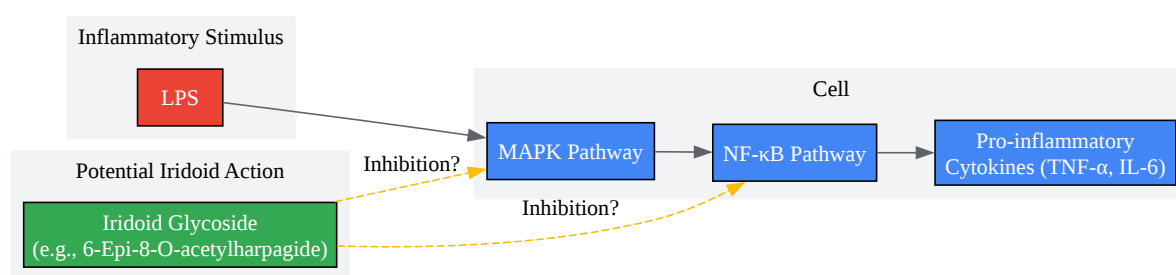 Inflammatory Stimulus
LPS
Cell
MAPK Pathway
NF-κB Pathway
Pro-inflammatory
Cytokines (TNF-α, IL-6)
Inhibition?
Potential Iridoid Action
Inhibition?
Iridoid Glycoside
(e.g., 6-Epi-8-O-acetylharpagide)